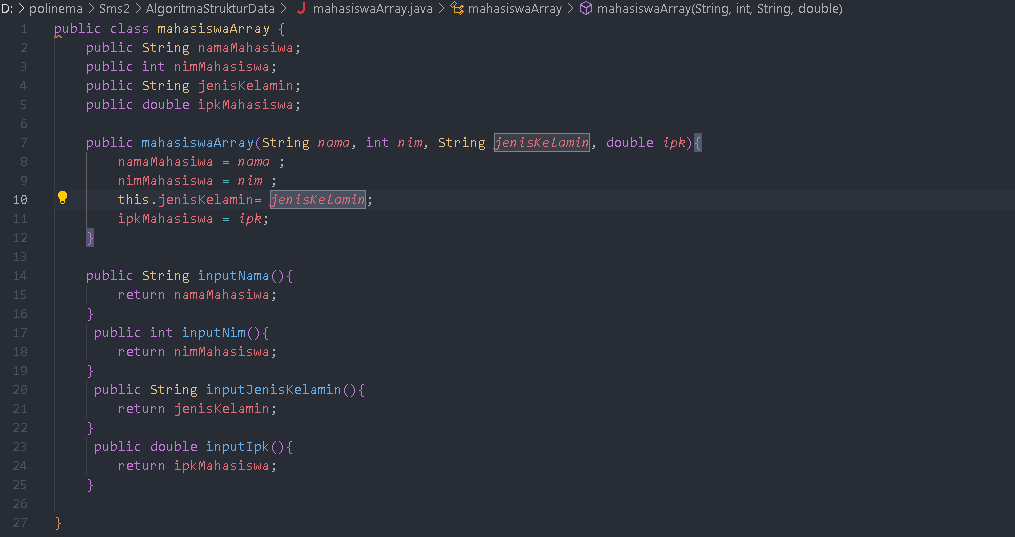 D: > polinema > Sms2 > AlgoritmaStrukturData > J mahasiswaArray.java > mahasiswaArray > mahasiswaArray(String, int, String, double)
1 public class mahasiswaArray {
2 public String namaMahasiwa;
3 public int nimMahasiswa;
4 public String jenisKelamin;
5 public double ipkMahasiswa;
6
7 public mahasiswaArray(String nama, int nim, String jenisKelamin, double ipk){
8 namaMahasiwa = nama ;
9 nimMahasiswa = nim ;
10 this.jenisKelamin= jenisKelamin;
11 ipkMahasiswa = ipk;
12 }
13
14 public String inputNama(){
15 return namaMahasiwa;
16 }
17 public int inputNim(){
18 return nimMahasiswa;
19 }
20 public String inputJenisKelamin(){
21 return jenisKelamin;
22 }
23 public double inputIpk(){
24 return ipkMahasiswa;
25 }
26
27 }